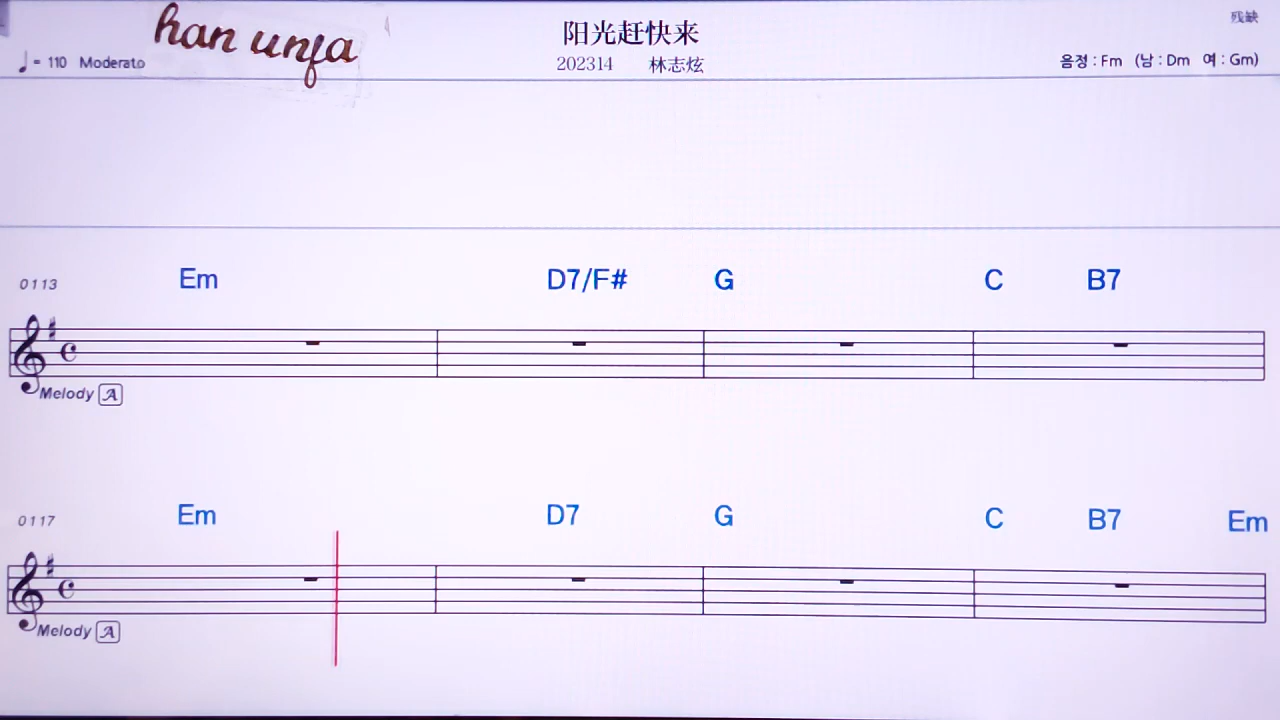 han unfa
阳光赶快来
残缺
♩= 110 Moderato
202314 林志炫
음정 : Fm (남 : Dm 여 : Gm)
0113 Em D7/F# G C B7
Melody A
0117 Em D7 G C B7 Em
Melody A